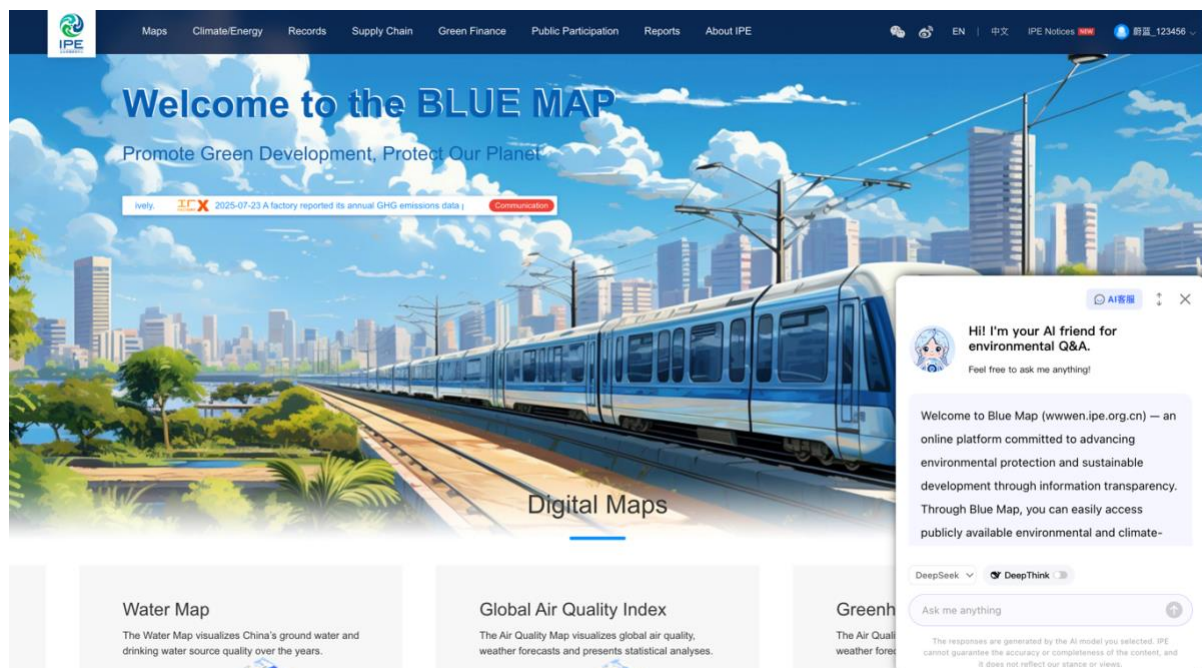 IPE
Maps
Climate/Energy
Records
Supply Chain
Green Finance
Public Participation
Reports
About IPE
EN | 中文
IPE Notices NEW
蔚蓝_123456
Welcome to the BLUE MAP
Promote Green Development, Protect Our Planet
ively. 2025-07-23 A factory reported its annual GHG emissions data
Communication
AI客服
Hi! I'm your AI friend for
environmental Q&A.
Feel free to ask me anything!
Welcome to Blue Map (wwwen.ipe.org.cn) — an
online platform committed to advancing
environmental protection and sustainable
development through information transparency.
Through Blue Map, you can easily access
publicly available environmental and climate-
DeepSeek
DeepThink
Ask me anything
The responses are generated by the AI model you selected. IPE
cannot guarantee the accuracy or completeness of the content, and
it does not reflect our stance or views.
Digital Maps
Water Map
The Water Map visualizes China's ground water and
drinking water source quality over the years.
Global Air Quality Index
The Air Quality Map visualizes global air quality,
weather forecasts and presents statistical analyses.
Greenh
The Air Quali
weather forec